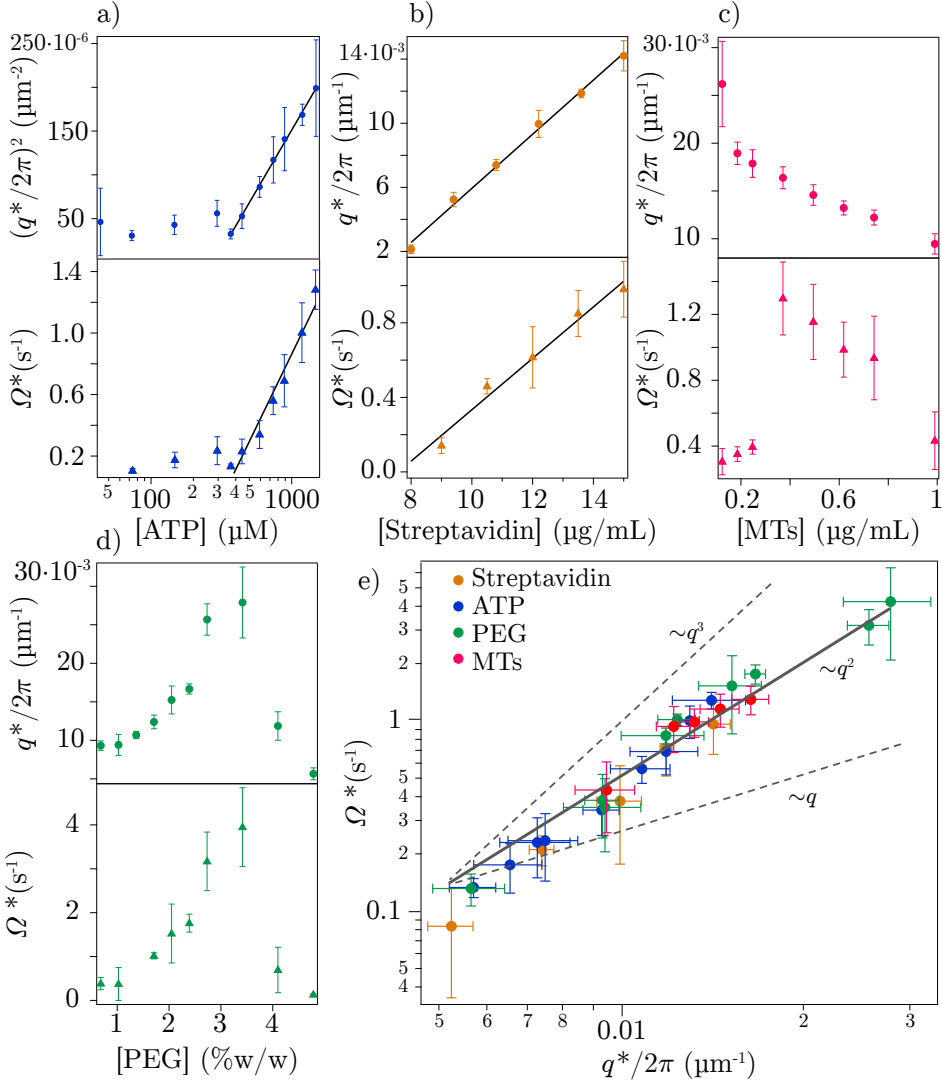 a)
250·10⁻⁶
150
50
(q*/2π)² (µm⁻²)
1.4
1.0
0.6
0.2
Ω*(s⁻¹)
5 100 2 3 4 5 6 1000
[ATP] (µM)
b)
14·10⁻³
10
6
2
q*/2π (µm⁻¹)
0.8
0.4
0.0
Ω*(s⁻¹)
8 10 12 14
[Streptavidin] (µg/mL)
c)
30·10⁻³
20
10
q*/2π (µm⁻¹)
1.2
0.8
0.4
Ω*(s⁻¹)
0.2 0.6 1
[MTs] (µg/mL)
d)
30·10⁻³
20
10
q*/2π (µm⁻¹)
4
2
0
Ω*(s⁻¹)
1 2 3 4
[PEG] (%w/w)
e)
Streptavidin
ATP
PEG
MTs
~q³
~q²
~q
5
4
3
2
1
5
4
3
2
0.1
5
4
Ω*(s⁻¹)
5 6 7 8 0.01 2 3
q*/2π (µm⁻¹)